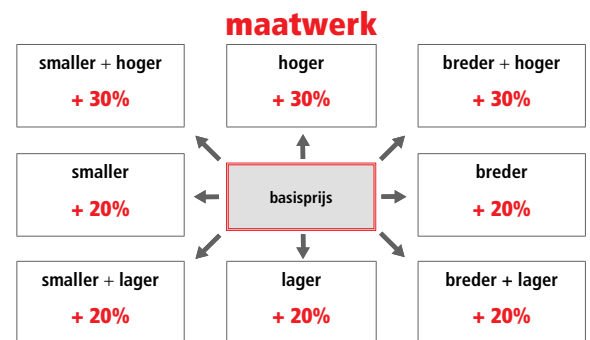 maatwerk
smaller + hoger
+ 30%
hoger
+ 30%
breder + hoger
+ 30%
smaller
+ 20%
basisprijs
breder
+ 20%
smaller + lager
+ 20%
lager
+ 20%
breder + lager
+ 20%